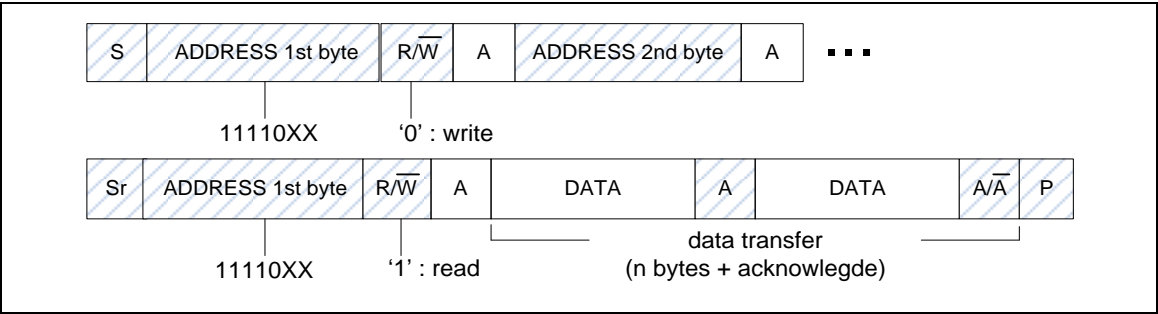 S ADDRESS 1st byte R/W̅ A ADDRESS 2nd byte A ...
11110XX '0' : write
Sr ADDRESS 1st byte R/W̅ A DATA A DATA A/A̅ P
data transfer
11110XX '1' : read (n bytes + acknowlegde)